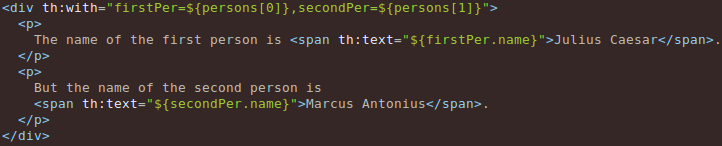 <div th:with="firstPer=${persons[0]},secondPer=${persons[1]}">
  <p>
    The name of the first person is <span th:text="${firstPer.name}">Julius Caesar</span>.
  </p>
  <p>
    But the name of the second person is
    <span th:text="${secondPer.name}">Marcus Antonius</span>.
  </p>
</div>